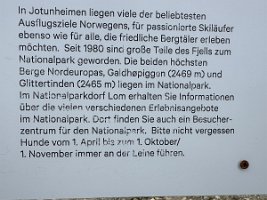 In Jotunheimen liegen viele der beliebtesten
Ausflugsziele Norwegens, für passionierte Skiläufer
ebenso wie für alle, die friedliche Bergtäler erleben
möchten. Seit 1980 sind große Teile des Fjells zum
Nationalpark geworden. Die beiden höchsten
Berge Nordeuropas, Galdhøpiggen (2469 m) und
Glittertinden (2465 m) liegen im Nationalpark.
Im Nationalparkdorf Lom erhalten Sie Informationen
über die vielen verschiedenen Erlebnisangebote
im Nationalpark. Dort finden Sie auch ein Besucher-
zentrum für den Nationalpark. Bitte nicht vergessen
Hunde vom 1. April bis zum 1. Oktober/
1. November immer an der Leine führen.